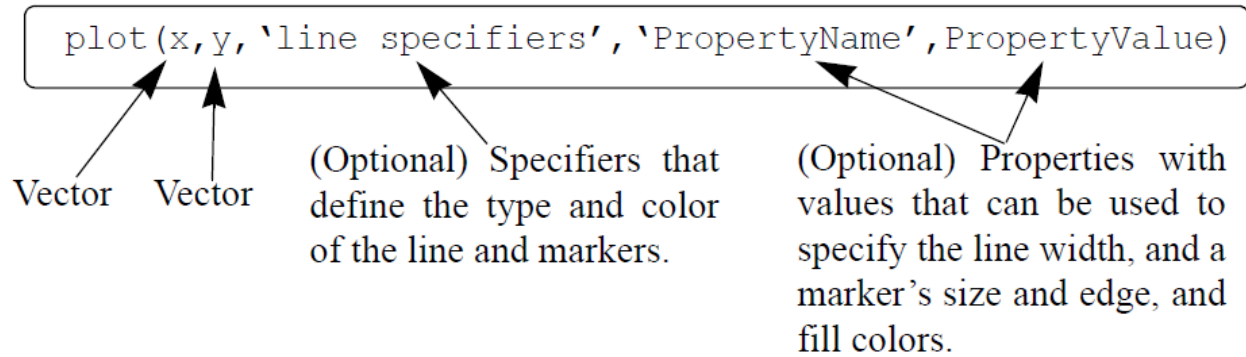 plot(x,y,‘line specifiers’,‘PropertyName’,PropertyValue)
Vector
Vector
(Optional) Specifiers that
define the type and color
of the line and markers.
(Optional) Properties with
values that can be used to
specify the line width, and a
marker’s size and edge, and
fill colors.